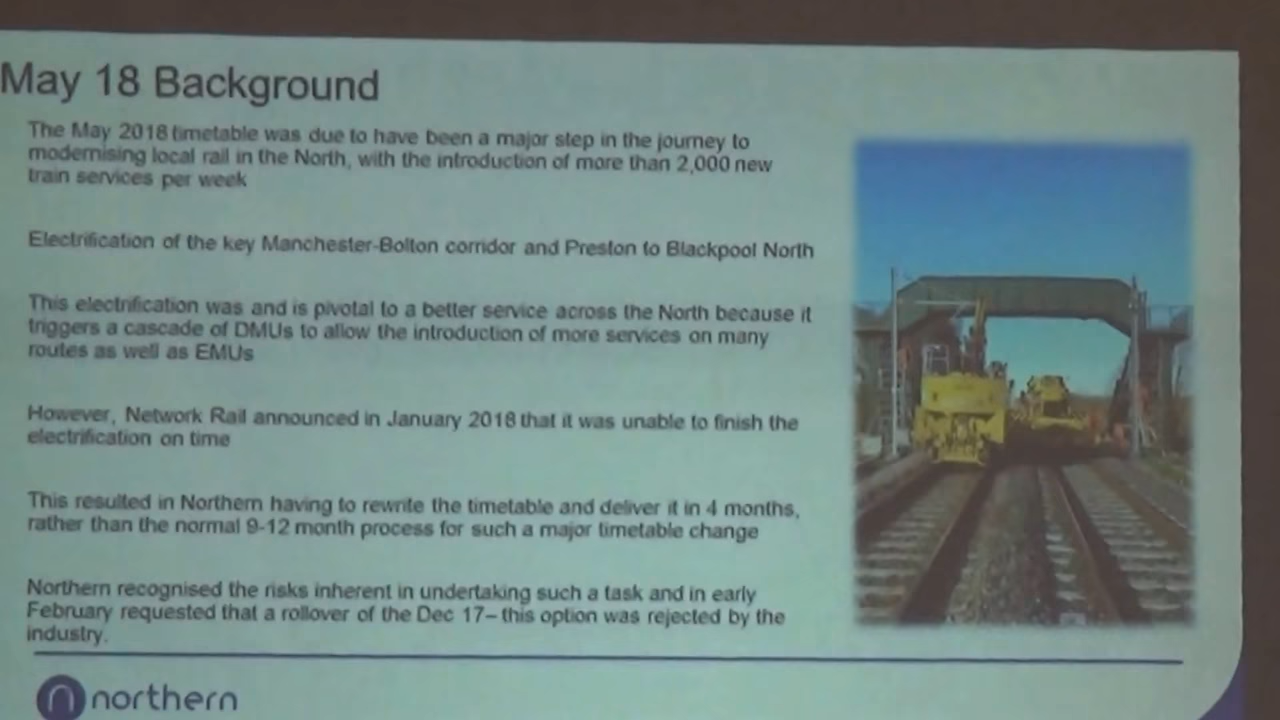 May 18 Background
The May 2018 timetable was due to have been a major step in the journey to
modernising local rail in the North, with the introduction of more than 2,000 new
train services per week
Electrification of the key Manchester-Bolton corridor and Preston to Blackpool North
This electrification was and is pivotal to a better service across the North because it
triggers a cascade of DMUs to allow the introduction of more services on many
routes as well as EMUs
However, Network Rail announced in January 2018 that it was unable to finish the
electrification on time
This resulted in Northern having to rewrite the timetable and deliver it in 4 months,
rather than the normal 9-12 month process for such a major timetable change
Northern recognised the risks inherent in undertaking such a task and in early
February requested that a rollover of the Dec 17– this option was rejected by the
industry.
northern